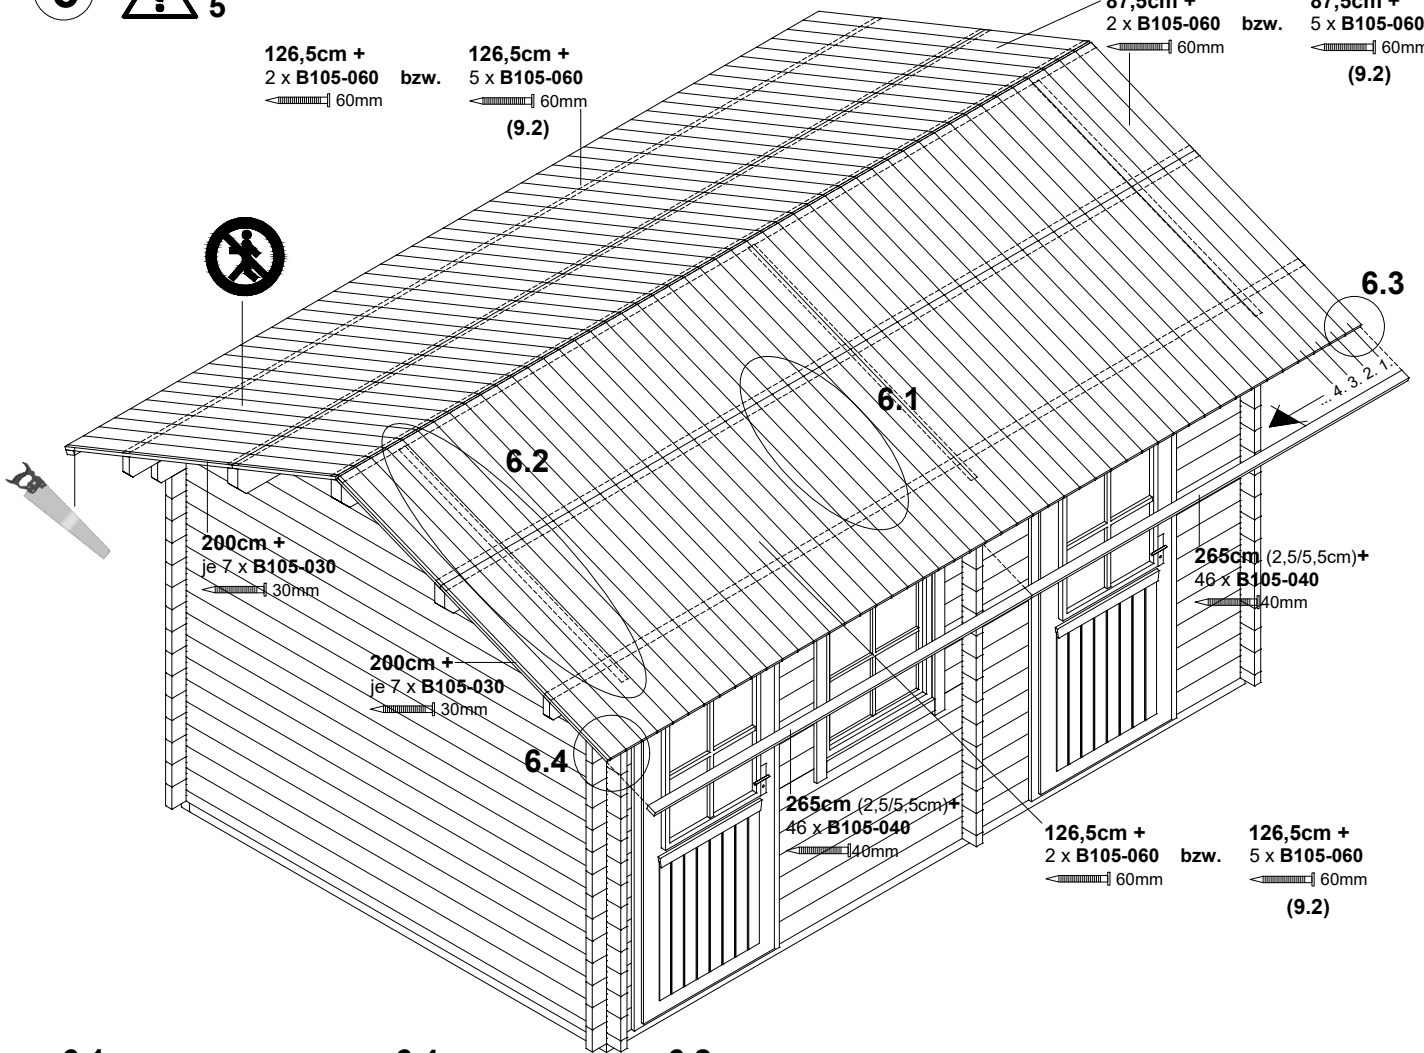 5
126,5cm +
2 x B105-060 bzw.
60mm
126,5cm +
5 x B105-060
60mm
(9.2)
87,5cm +
2 x B105-060 bzw.
60mm
87,5cm +
5 x B105-060
60mm
(9.2)
6.3
6.1
6.2
... 4. 3. 2. 1.
200cm +
je 7 x B105-030
30mm
265cm (2,5/5,5cm)+
46 x B105-040
40mm
200cm +
je 7 x B105-030
30mm
6.4
265cm (2,5/5,5cm)+
46 x B105-040
40mm
126,5cm +
2 x B105-060 bzw.
60mm
126,5cm +
5 x B105-060
60mm
(9.2)